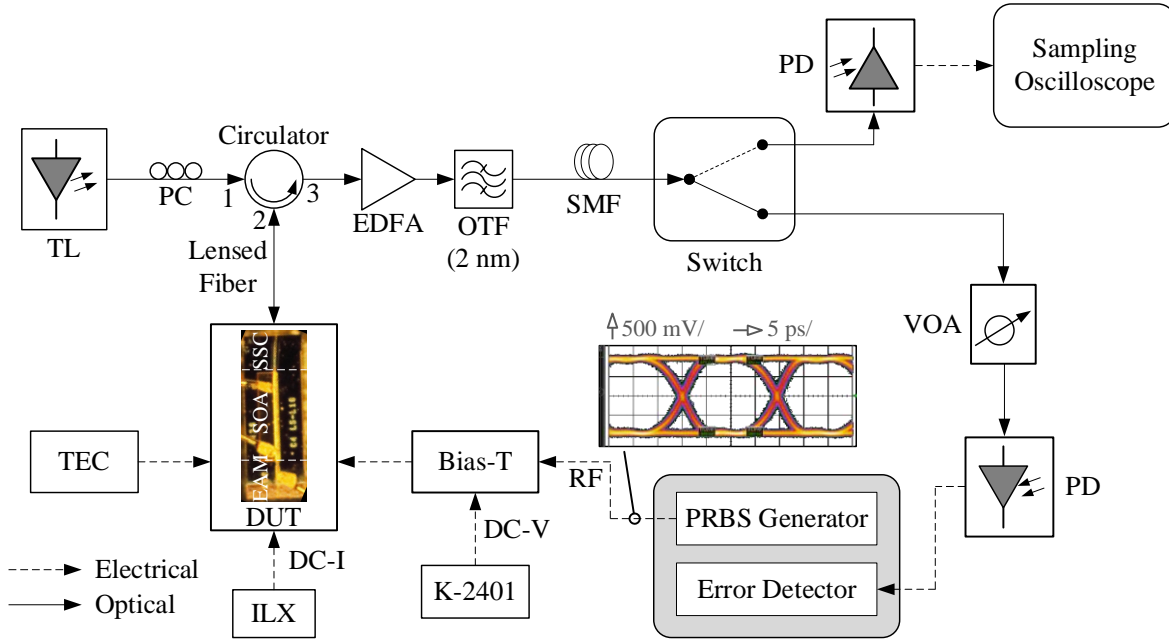 PD
Sampling
Oscilloscope
Circulator
TL
PC
1
2
3
EDFA
OTF
(2 nm)
SMF
Switch
Lensed
Fiber
VOA
500 mV/
5 ps/
SSC
SOA
EAM
DUT
TEC
Bias-T
RF
PRBS Generator
PD
DC-V
DC-I
Error Detector
Electrical
Optical
ILX
K-2401